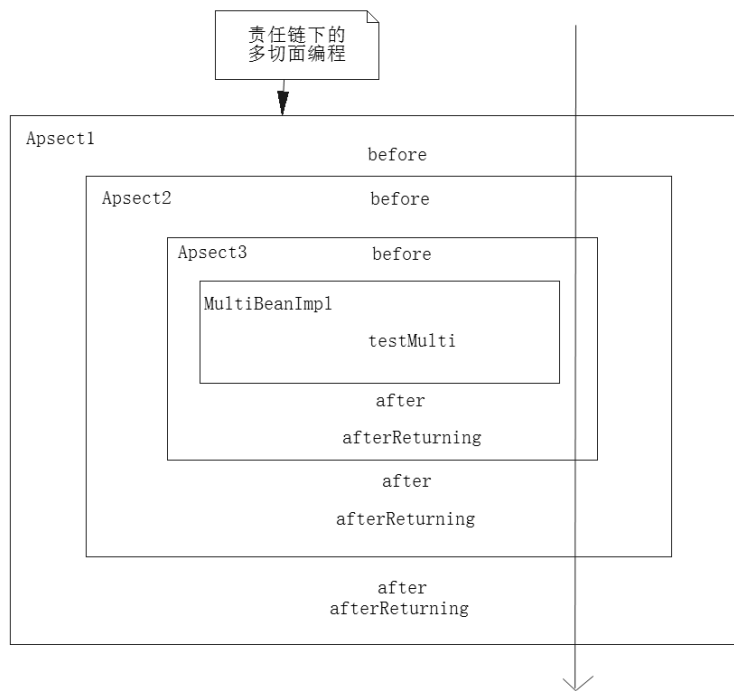 责任链下的
多切面编程
Apsect1
before
Apsect2
before
Apsect3
before
MultiBeanImpl
testMulti
after
afterReturning
after
afterReturning
after
afterReturning